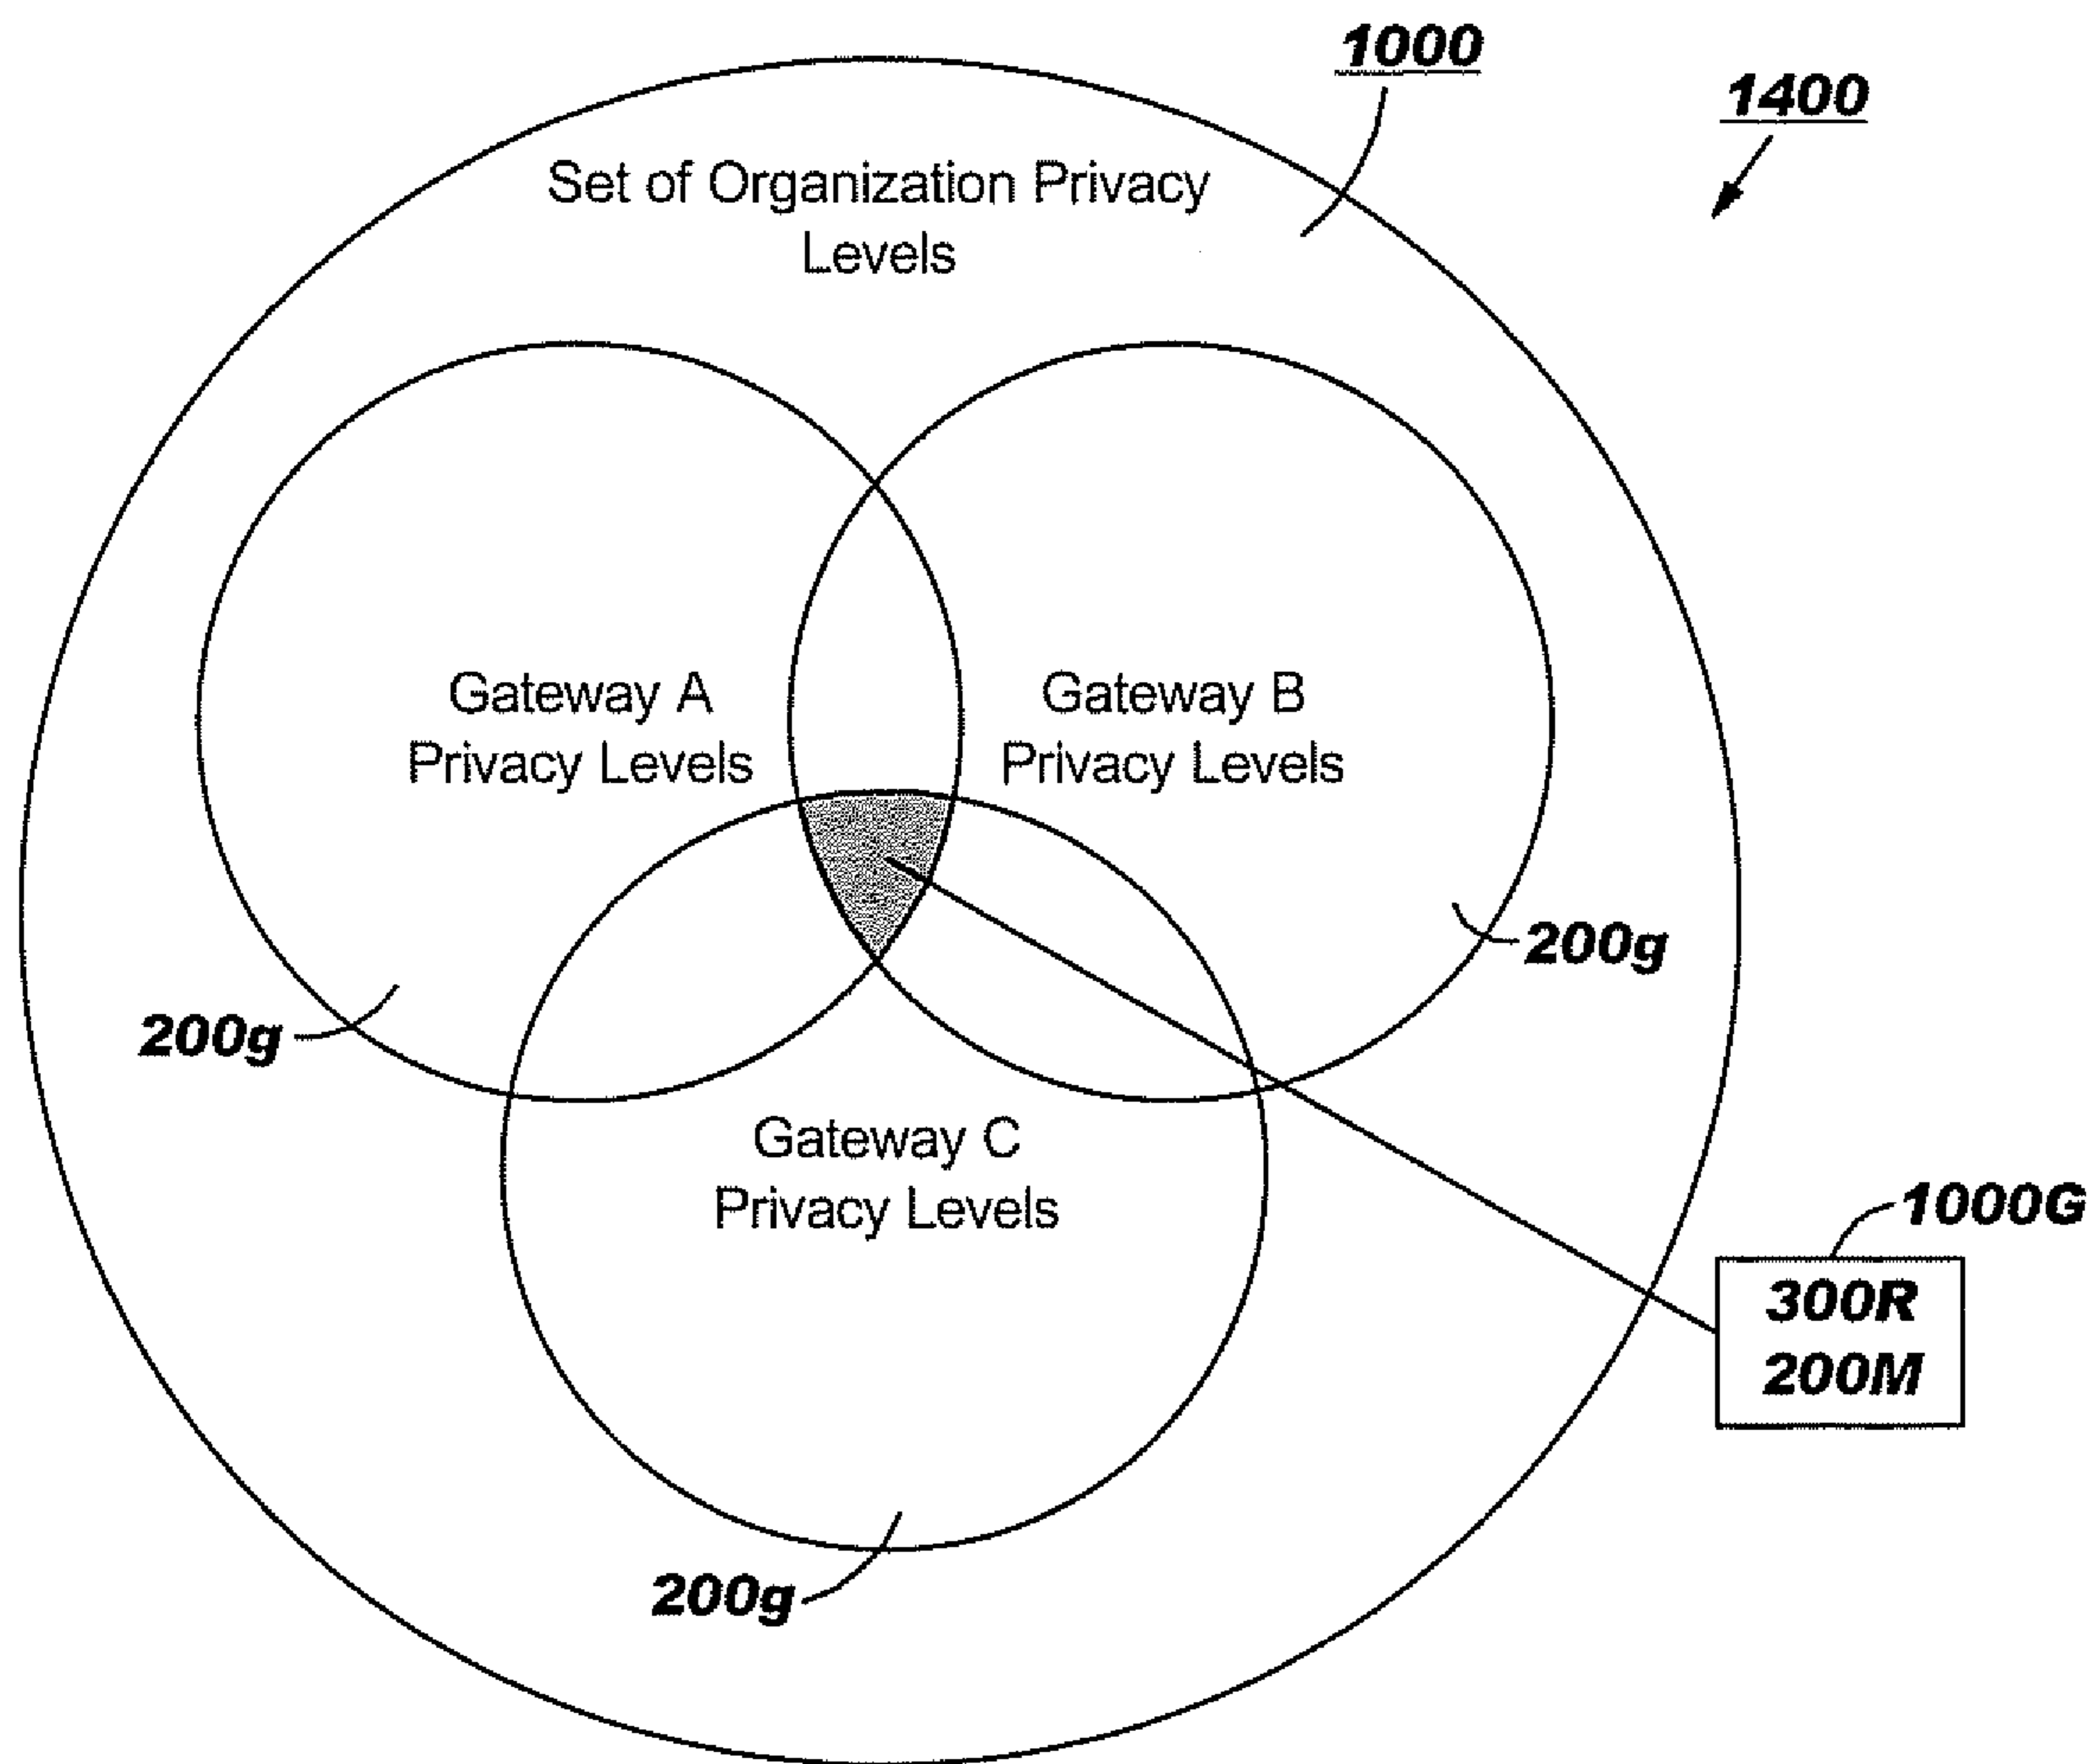 1000
1400
Set of Organization Privacy
Levels
Gateway A
Privacy Levels
Gateway B
Privacy Levels
200g
200g
Gateway C
Privacy Levels
1000G
300R
200M
200g